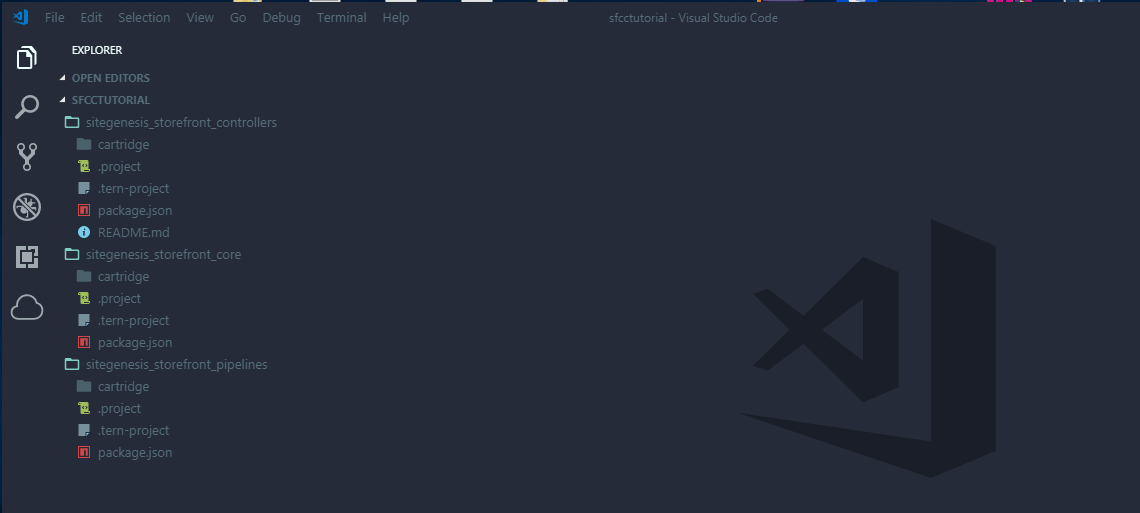 File Edit Selection View Go Debug Terminal Help sfcctutorial - Visual Studio Code
EXPLORER
OPEN EDITORS
SFCCTUTORIAL
sitegenesis_storefront_controllers
cartridge
.project
.tern-project
package.json
README.md
sitegenesis_storefront_core
cartridge
.project
.tern-project
package.json
sitegenesis_storefront_pipelines
cartridge
.project
.tern-project
package.json